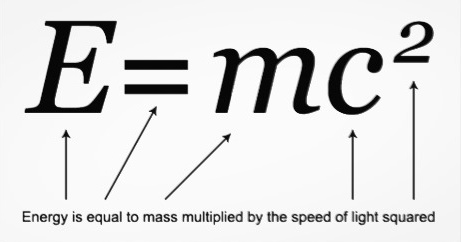 E=mc²
Energy is equal to mass multiplied by the speed of light squared